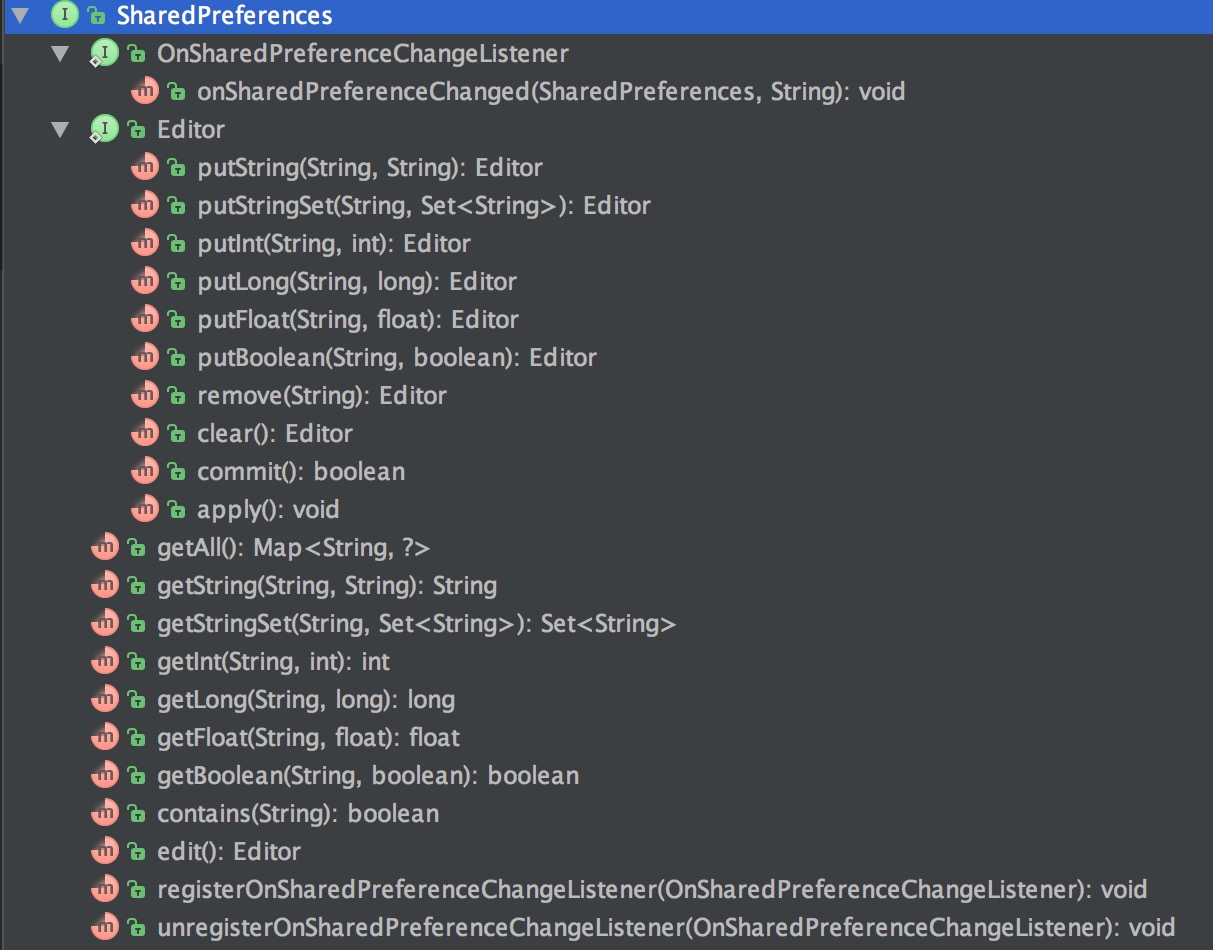 SharedPreferences
OnSharedPreferenceChangeListener
onSharedPreferenceChanged(SharedPreferences, String): void
Editor
putString(String, String): Editor
putStringSet(String, Set<String>): Editor
putInt(String, int): Editor
putLong(String, long): Editor
putFloat(String, float): Editor
putBoolean(String, boolean): Editor
remove(String): Editor
clear(): Editor
commit(): boolean
apply(): void
getAll(): Map<String, ?>
getString(String, String): String
getStringSet(String, Set<String>): Set<String>
getInt(String, int): int
getLong(String, long): long
getFloat(String, float): float
getBoolean(String, boolean): boolean
contains(String): boolean
edit(): Editor
registerOnSharedPreferenceChangeListener(OnSharedPreferenceChangeListener): void
unregisterOnSharedPreferenceChangeListener(OnSharedPreferenceChangeListener): void